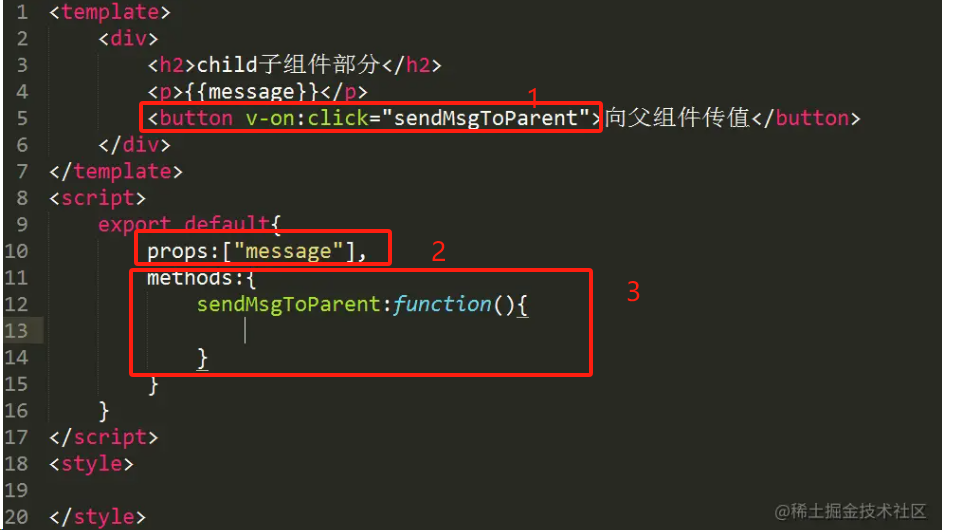 1 <template>
2 <div>
3 <h2>child子组件部分</h2>
4 <p>{{message}}</p>
1
5 <button v-on:click="sendMsgToParent">向父组件传值</button>
6 </div>
7 </template>
8 <script>
9 export default{
10 props:["message"], 2
11 methods:{
3
12 sendMsgToParent:function(){
13
14 }
15 }
16 }
17 </script>
18 <style>
19
20 </style>
@稀土掘金技术社区